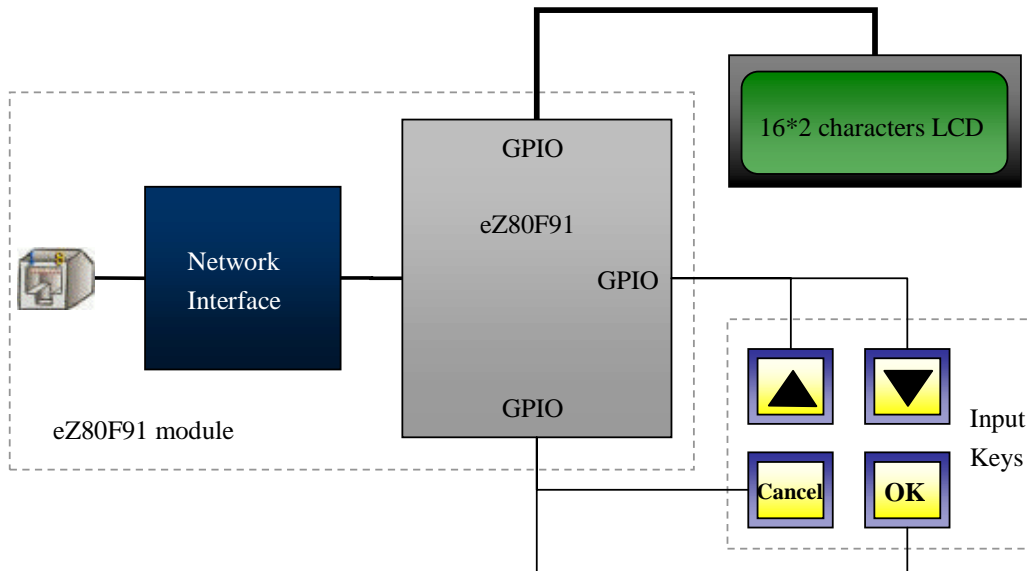 16*2 characters LCD
GPIO
eZ80F91
Network
Interface
GPIO
GPIO
eZ80F91 module
Input
Keys
Cancel
OK